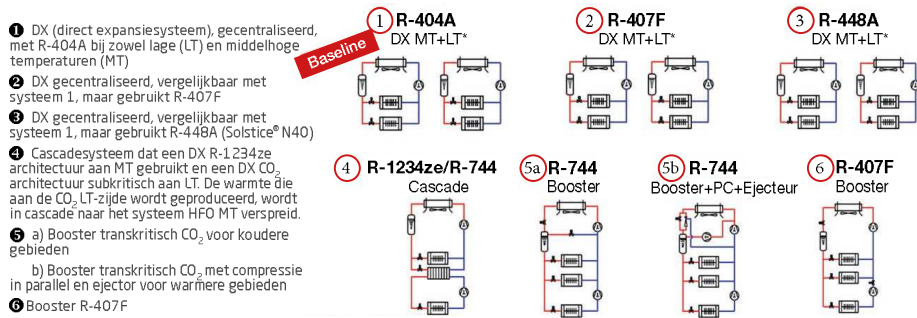 ❶ DX (direct expansiesysteem), gecentraliseerd,
met R-404A bij zowel lage (LT) en middelhoge
temperaturen (MT)
❷ DX gecentraliseerd, vergelijkbaar met
systeem 1, maar gebruikt R-407F
❸ DX gecentraliseerd, vergelijkbaar met
systeem 1, maar gebruikt R-448A (Solstice® N40)
❹ Cascadesysteem dat een DX R-1234ze
architectuur aan MT gebruikt en een DX CO₂
architectuur subkritisch aan LT. De warmte die
aan de CO₂ LT-zijde wordt geproduceerd, wordt
in cascade naar het systeem HFO MT verspreid.
❺ a) Booster transkritisch CO₂ voor koudere
gebieden
b) Booster transkritisch CO₂ met compressie
in parallel en ejector voor warmere gebieden
❻ Booster R-407F
Baseline
1 R-404A
DX MT+LT*
2 R-407F
DX MT+LT*
3 R-448A
DX MT+LT*
4 R-1234ze/R-744
Cascade
5a R-744
Booster
5b R-744
Booster+PC+Ejecteur
6 R-407F
Booster